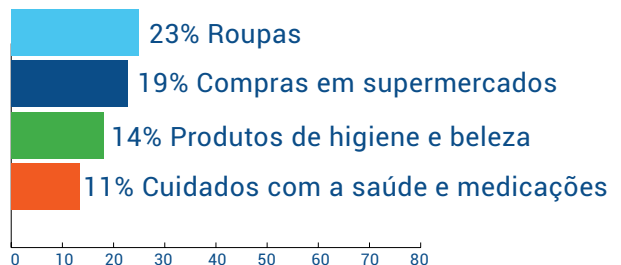 23% Roupas
19% Compras em supermercados
14% Produtos de higiene e beleza
11% Cuidados com a saúde e medicações
0 10 20 30 40 50 60 70 80